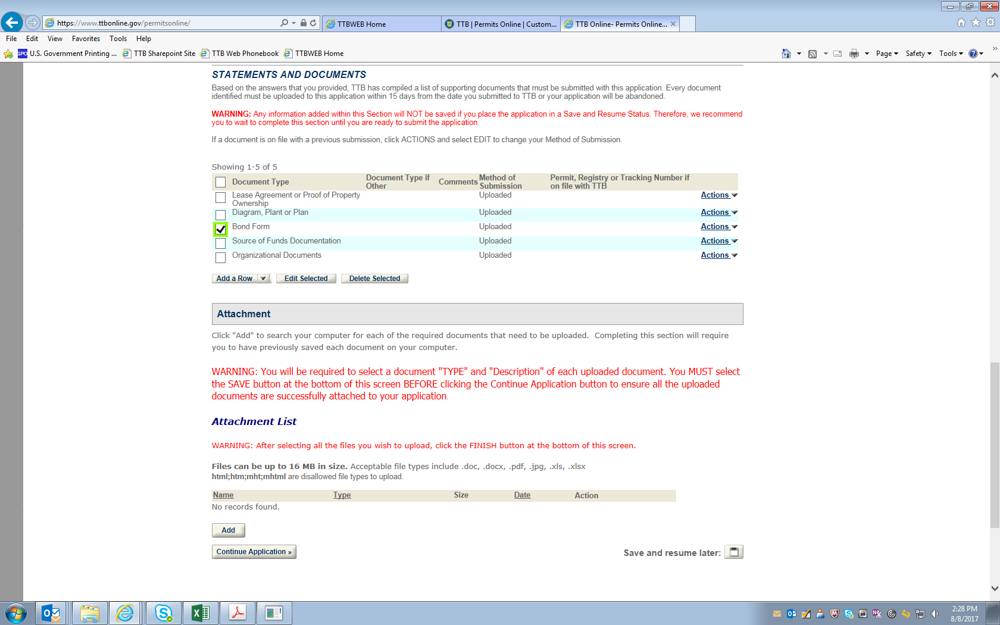 https://www.ttbonline.gov/permitsonline/
TTBWEB Home
TTB | Permits Online | Custom...
TTB Online- Permits Online...
File Edit View Favorites Tools Help
GPO U.S. Government Printing ... TTB Sharepoint Site TTB Web Phonebook TTBWEB Home
Page Safety Tools
STATEMENTS AND DOCUMENTS
Based on the answers that you provided, TTB has compiled a list of supporting documents that must be submitted with this application. Every document
identified must be uploaded to this application within 15 days from the date you submitted to TTB or your application will be abandoned.
WARNING: Any information added within this Section will NOT be saved if you place the application in a Save and Resume Status. Therefore, we recommend
you to wait to complete this section until you are ready to submit the application.
If a document is on file with a previous submission, click ACTIONS and select EDIT to change your Method of Submission.
Showing 1-5 of 5
Document Type
Document Type if
Other
Comments
Method of
Submission
Permit, Registry or Tracking Number if
on file with TTB
Lease Agreement or Proof of Property
Ownership
Uploaded
Actions
Diagram, Plant or Plan Uploaded Actions
Bond Form Uploaded Actions
Source of Funds Documentation Uploaded Actions
Organizational Documents Uploaded Actions
Add a Row Edit Selected Delete Selected
Attachment
Click "Add" to search your computer for each of the required documents that need to be uploaded.  Completing this section will require
you to have previously saved each document on your computer.
WARNING: You will be required to select a document "TYPE" and "Description" of each uploaded document. You MUST select
the SAVE button at the bottom of this screen BEFORE clicking the Continue Application button to ensure all the uploaded
documents are successfully attached to your application.
Attachment List
WARNING: After selecting all the files you wish to upload, click the FINISH button at the bottom of this screen.
Files can be up to 16 MB in size. Acceptable file types include .doc, .docx, .pdf, .jpg, .xls, .xlsx
html;htm;mht;mhtml are disallowed file types to upload.
Name Type Size Date Action
No records found.
Add
Continue Application »
Save and resume later:
2:28 PM
8/8/2017